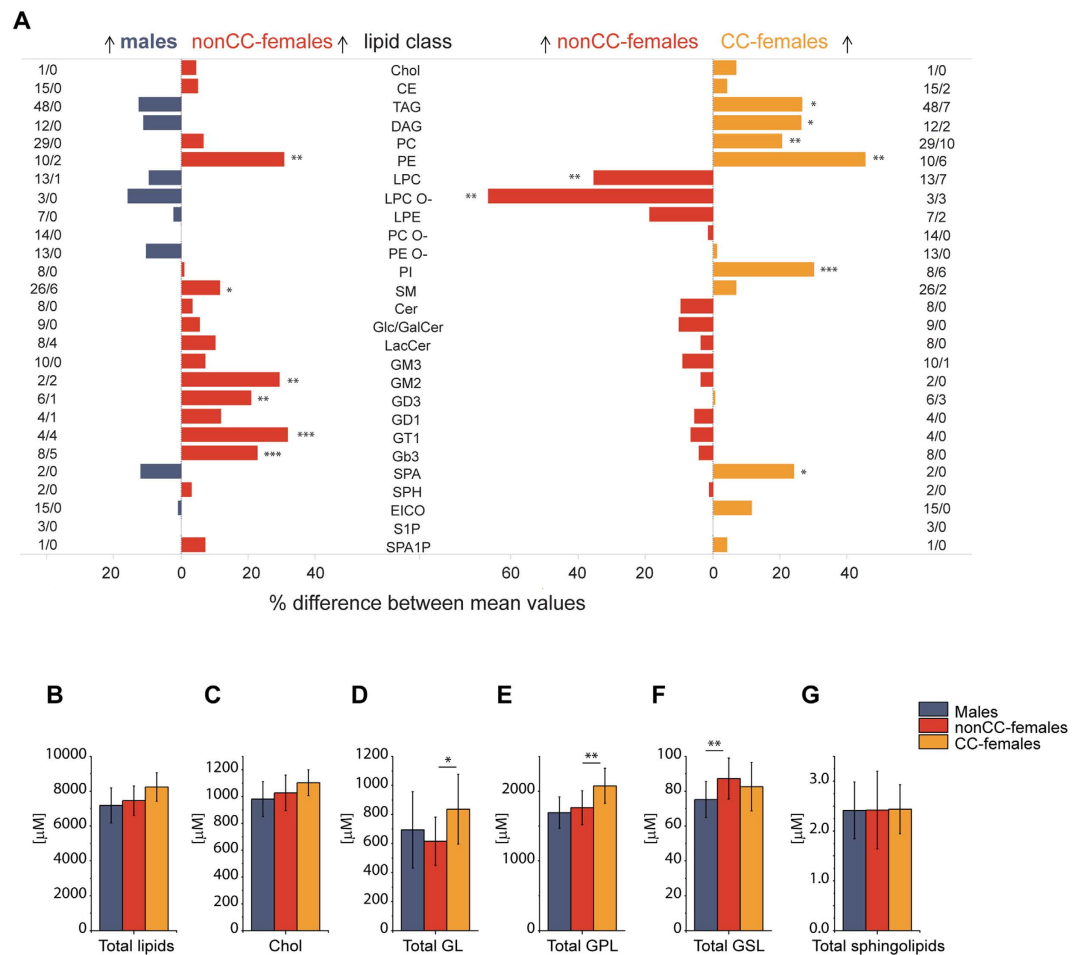 A
↑ males nonCC-females ↑ lipid class ↑ nonCC-females CC-females ↑
1/0 Chol 1/0
15/0 CE 15/2
48/0 TAG * 48/7
12/0 DAG * 12/2
29/0 PC ** 29/10
10/2 ** PE ** 10/6
13/1 LPC ** 13/7
3/0 LPC O- ** 3/3
7/0 LPE 7/2
14/0 PC O- 14/0
13/0 PE O- 13/0
8/0 PI *** 8/6
26/6 * SM 26/2
8/0 Cer 8/0
9/0 Glc/GalCer 9/0
8/4 LacCer 8/0
10/0 GM3 10/1
2/2 ** GM2 2/0
6/1 ** GD3 6/3
4/1 GD1 4/0
4/4 *** GT1 4/0
8/5 *** Gb3 8/0
2/0 SPA * 2/0
2/0 SPH 2/0
15/0 EICO 15/0
3/0 S1P 3/0
1/0 SPA1P 1/0
20 0 20 40 60 40 20 0 20 40
% difference between mean values
B C D E F G
Males
nonCC-females
CC-females
[µM]
10000
8000
6000
4000
2000
0
Total lipids
[µM]
1200
1000
800
600
400
200
0
Chol
[µM]
1200
1000
800
600
400
200
0
*
Total GL
[µM]
2000
1000
0
**
Total GPL
[µM]
100
80
60
40
20
0
**
Total GSL
[µM]
3.0
2.0
1.0
0.0
Total sphingolipids